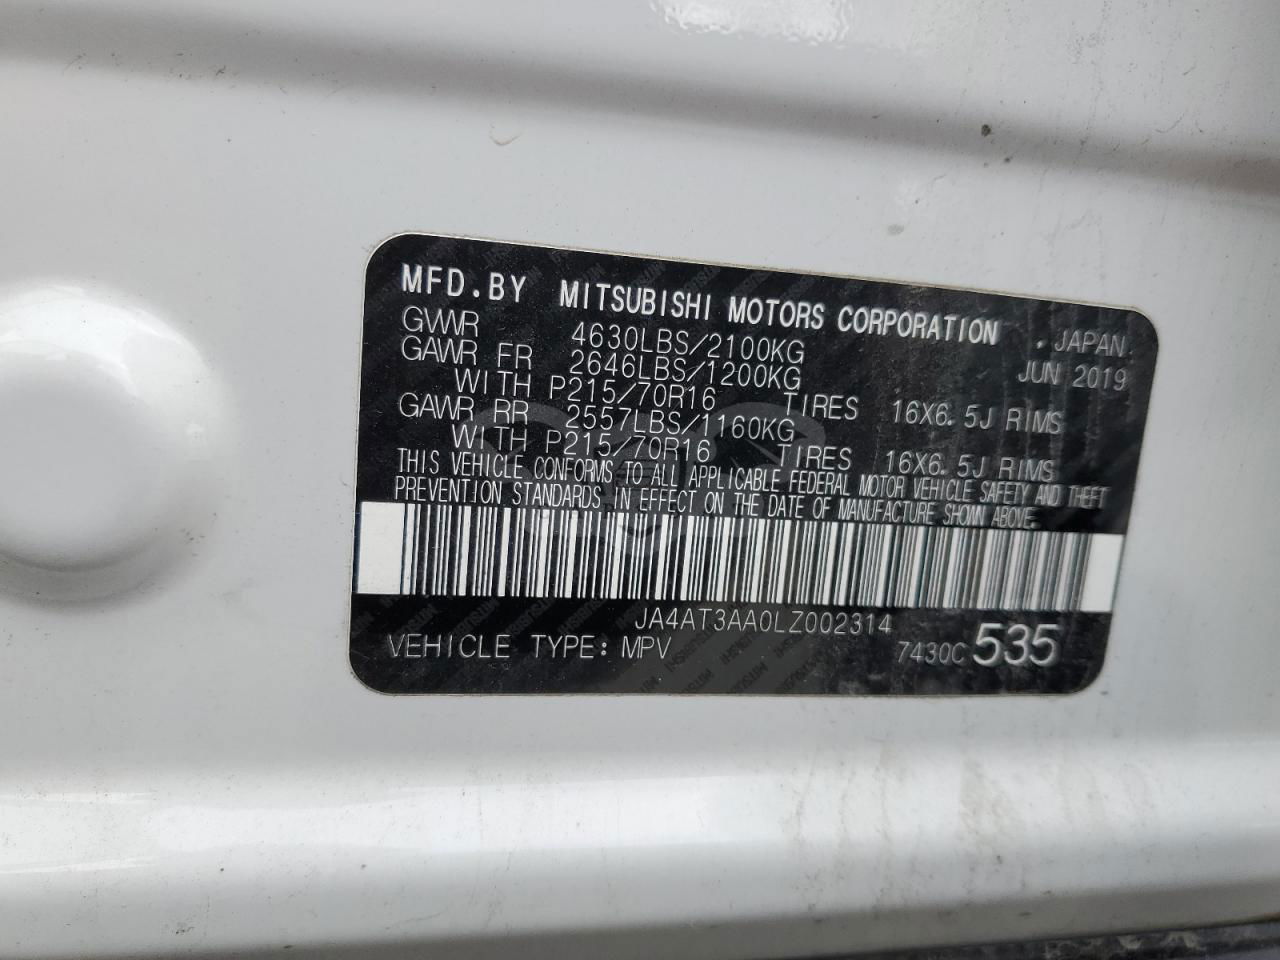 MFD.BY MITSUBISHI MOTORS CORPORATION . JAPAN.
GVWR 4630LBS/2100KG JUN 2019
GAWR FR 2646LBS/1200KG
WITH P215/70R16 TIRES 16X6.5J RIMS
GAWR RR 2557LBS/1160KG
WITH P215/70R16 TIRES 16X6.5J RIMS
THIS VEHICLE CONFORMS TO ALL APPLICABLE FEDERAL MOTOR VEHICLE SAFETY AND THEFT
PREVENTION STANDARDS IN EFFECT ON THE DATE OF MANUFACTURE SHOWN ABOVE.
JA4AT3AA0LZ002314
VEHICLE TYPE: MPV 7430C 535